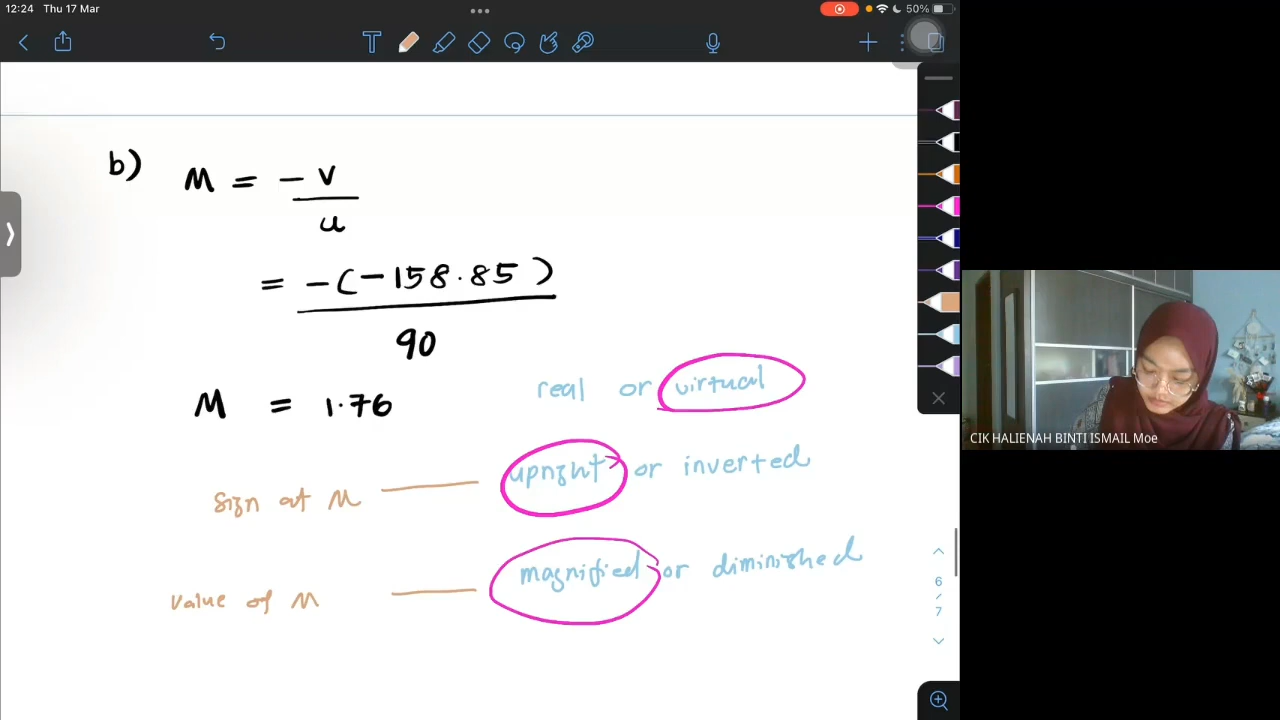 12:24 Thu 17 Mar
50%
T
b) M = -v
u
= -(-158.85)
90
M = 1.76
real or virtual
sign at M upright or inverted
value of M magnified or diminished
6
/
7
CIK HALIENAH BINTI ISMAIL Moe